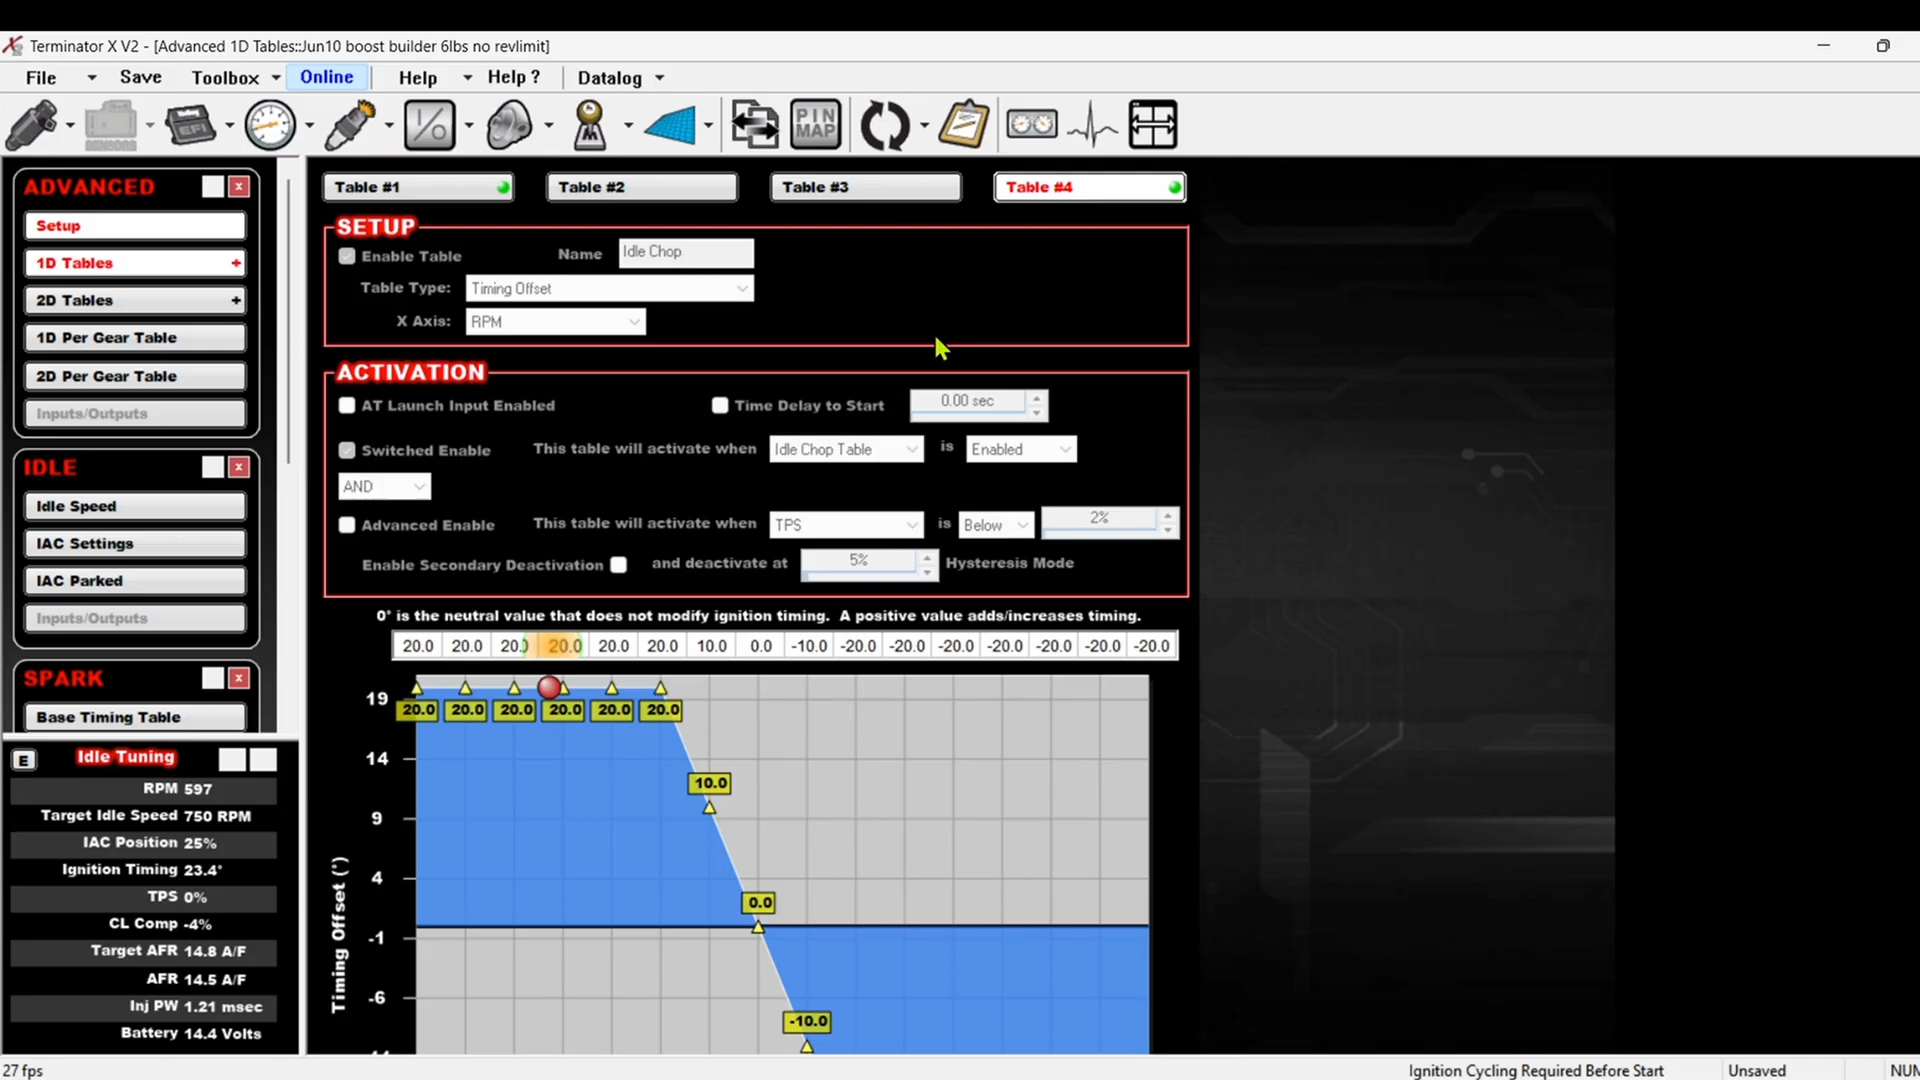 Terminator X V2 - [Advanced 1D Tables::Jun10 boost builder 6lbs no revlimit]
File Save Toolbox Online Help Help ? Datalog
SENSORS EFI I/O PIN MAP
ADVANCED
Setup
1D Tables +
2D Tables +
1D Per Gear Table
2D Per Gear Table
Inputs/Outputs
IDLE
Idle Speed
IAC Settings
IAC Parked
Inputs/Outputs
SPARK
Base Timing Table
E Idle Tuning
RPM 597
Target Idle Speed 750 RPM
IAC Position 25%
Ignition Timing 23.4°
TPS 0%
CL Comp -4%
Target AFR 14.8 A/F
AFR 14.5 A/F
Inj PW 1.21 msec
Battery 14.4 Volts
Table #1 Table #2 Table #3 Table #4
SETUP
Enable Table Name Idle Chop
Table Type: Timing Offset
X Axis: RPM
ACTIVATION
AT Launch Input Enabled Time Delay to Start 0.00 sec
Switched Enable This table will activate when Idle Chop Table is Enabled
AND
Advanced Enable This table will activate when TPS is Below 2%
Enable Secondary Deactivation and deactivate at 5% Hysteresis Mode
0° is the neutral value that does not modify ignition timing. A positive value adds/increases timing.
20.0 20.0 20.0 20.0 20.0 20.0 10.0 0.0 -10.0 -20.0 -20.0 -20.0 -20.0 -20.0 -20.0 -20.0
19
20.0 20.0 20.0 20.0 20.0 20.0
14
10.0
9
4
0.0
-1
-6
-10.0
Timing Offset (°)
27 fps Ignition Cycling Required Before Start Unsaved NUM